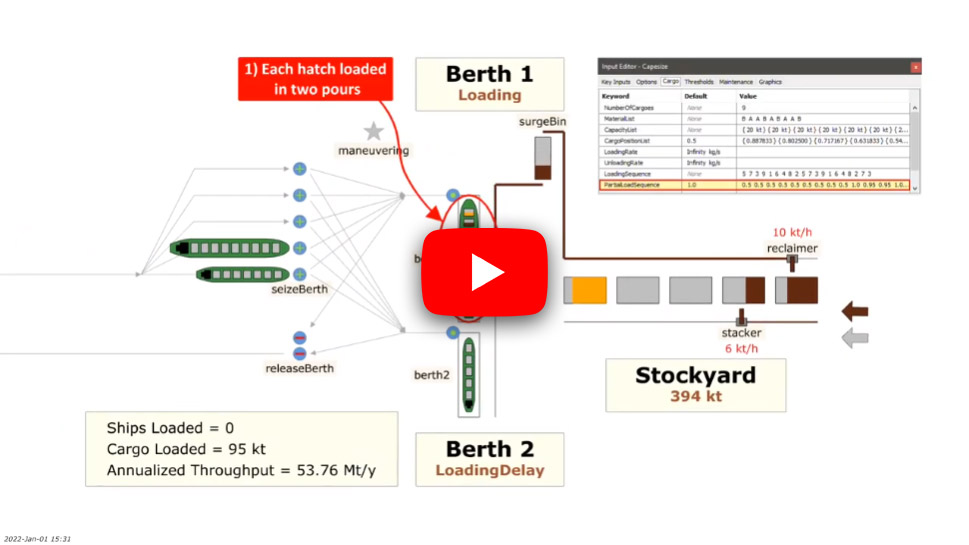 1) Each hatch loaded
in two pours
Berth 1
Loading
surgeBin
maneuvering
Input Editor - Capesize
Key Inputs Options Cargo Thresholds Maintenance Graphics
Keyword Default Value
NumberOfCargoes None 9
MaterialList None B A A B A B A A B
CapacityList None {20 kt} {20 kt} {20 kt} {20 kt} {20 kt} {20 kt} {2...
CargoPositionList 0.5 {0.887833} {0.802500} {0.717167} {0.631833} {0.54...
LoadingRate Infinity kg/s
UnloadingRate Infinity kg/s
LoadingSequence None 5 7 3 9 1 6 4 8 2 5 7 3 9 1 6 4 8 2 7 3
PartialLoadSequence 1.0 0.5 0.5 0.5 0.5 0.5 0.5 0.5 0.5 0.5 1.0 0.95 0.95 1.0...
10 kt/h
reclaimer
seizeBerth
stacker
6 kt/h
releaseBerth
berth2
Stockyard
394 kt
Ships Loaded = 0
Cargo Loaded = 95 kt
Annualized Throughput = 53.76 Mt/y
Berth 2
LoadingDelay
2022-Jan-01 15:31